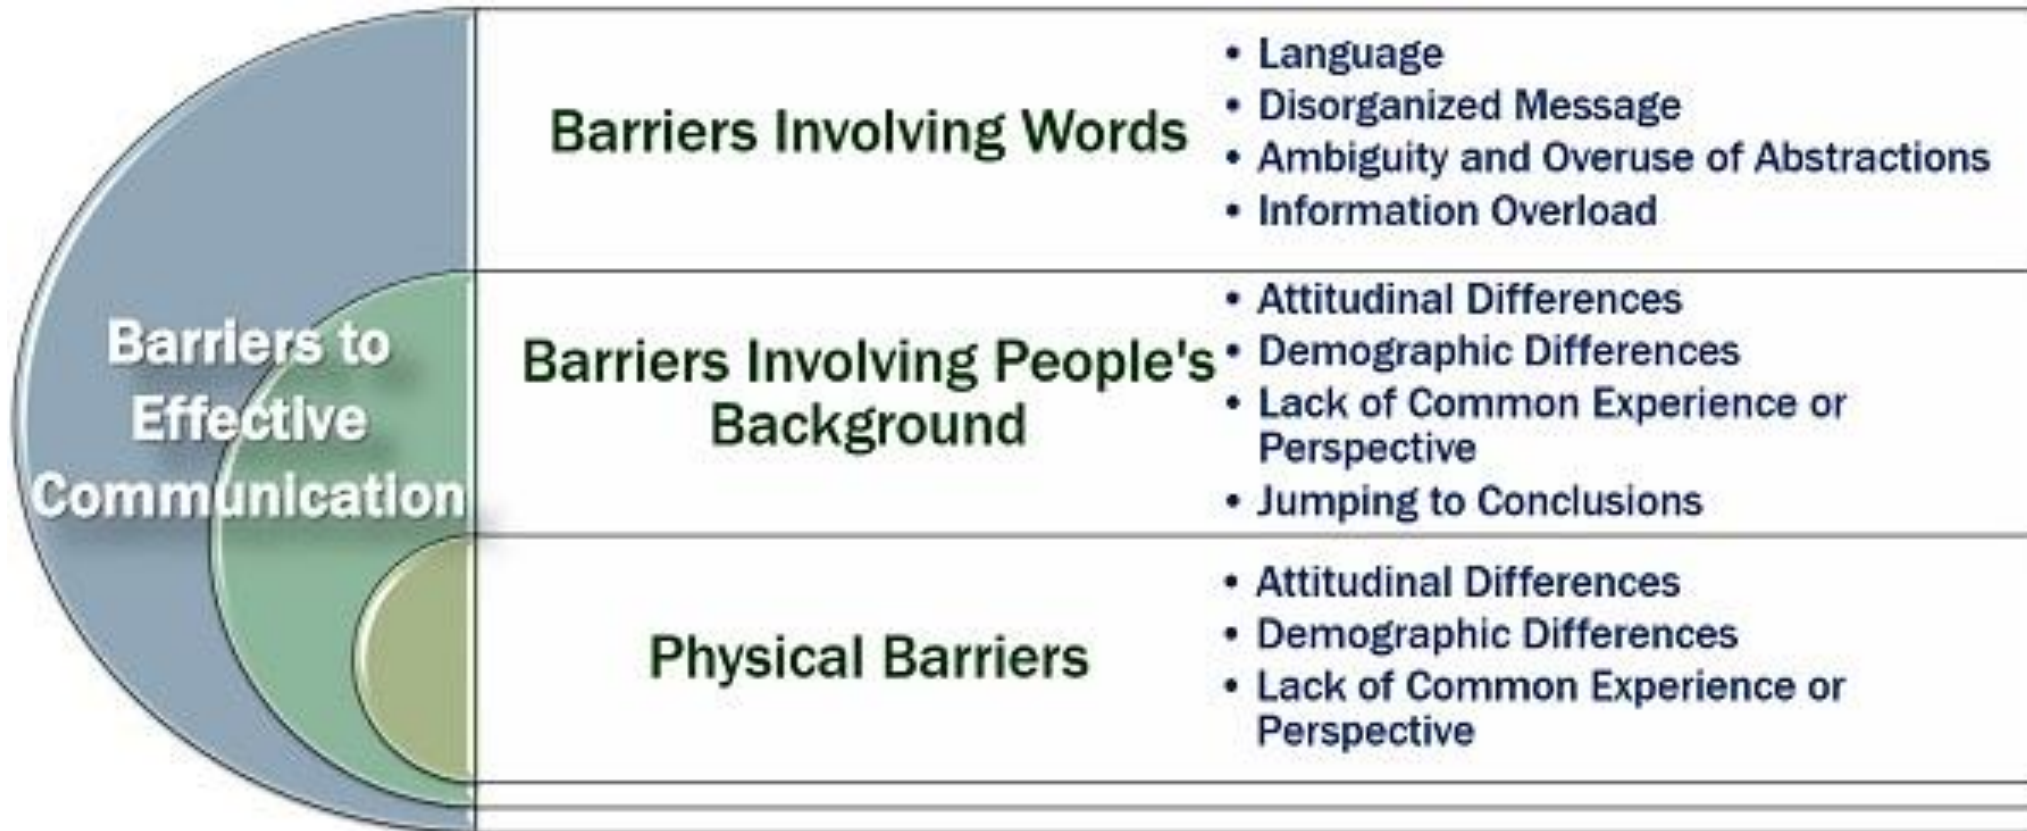 Barriers to
Effective
Communication
Barriers Involving Words
• Language
• Disorganized Message
• Ambiguity and Overuse of Abstractions
• Information Overload
Barriers Involving People's
Background
• Attitudinal Differences
• Demographic Differences
• Lack of Common Experience or
Perspective
• Jumping to Conclusions
Physical Barriers
• Attitudinal Differences
• Demographic Differences
• Lack of Common Experience or
Perspective